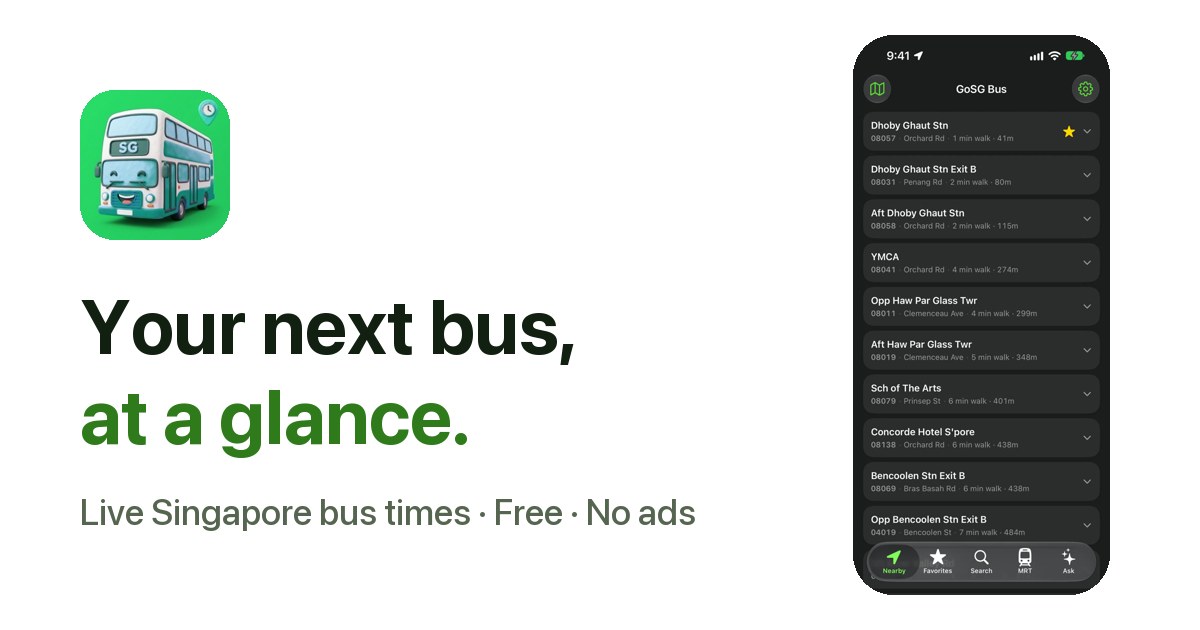 SG
Your next bus,
at a glance.
Live Singapore bus times · Free · No ads
9:41
GoSG Bus
Dhoby Ghaut Stn
08057 · Orchard Rd · 1 min walk · 41m
Dhoby Ghaut Stn Exit B
08031 · Penang Rd · 2 min walk · 80m
Aft Dhoby Ghaut Stn
08058 · Orchard Rd · 2 min walk · 115m
YMCA
08041 · Orchard Rd · 4 min walk · 274m
Opp Haw Par Glass Twr
08011 · Clemenceau Ave · 4 min walk · 299m
Aft Haw Par Glass Twr
08019 · Clemenceau Ave · 5 min walk · 348m
Sch of The Arts
08079 · Prinsep St · 6 min walk · 401m
Concorde Hotel S'pore
08138 · Orchard Rd · 6 min walk · 438m
Bencoolen Stn Exit B
08069 · Bras Basah Rd · 6 min walk · 438m
Opp Bencoolen Stn Exit B
04019 · Bencoolen St · 7 min walk · 484m
Nearby Favorites Search MRT Ask